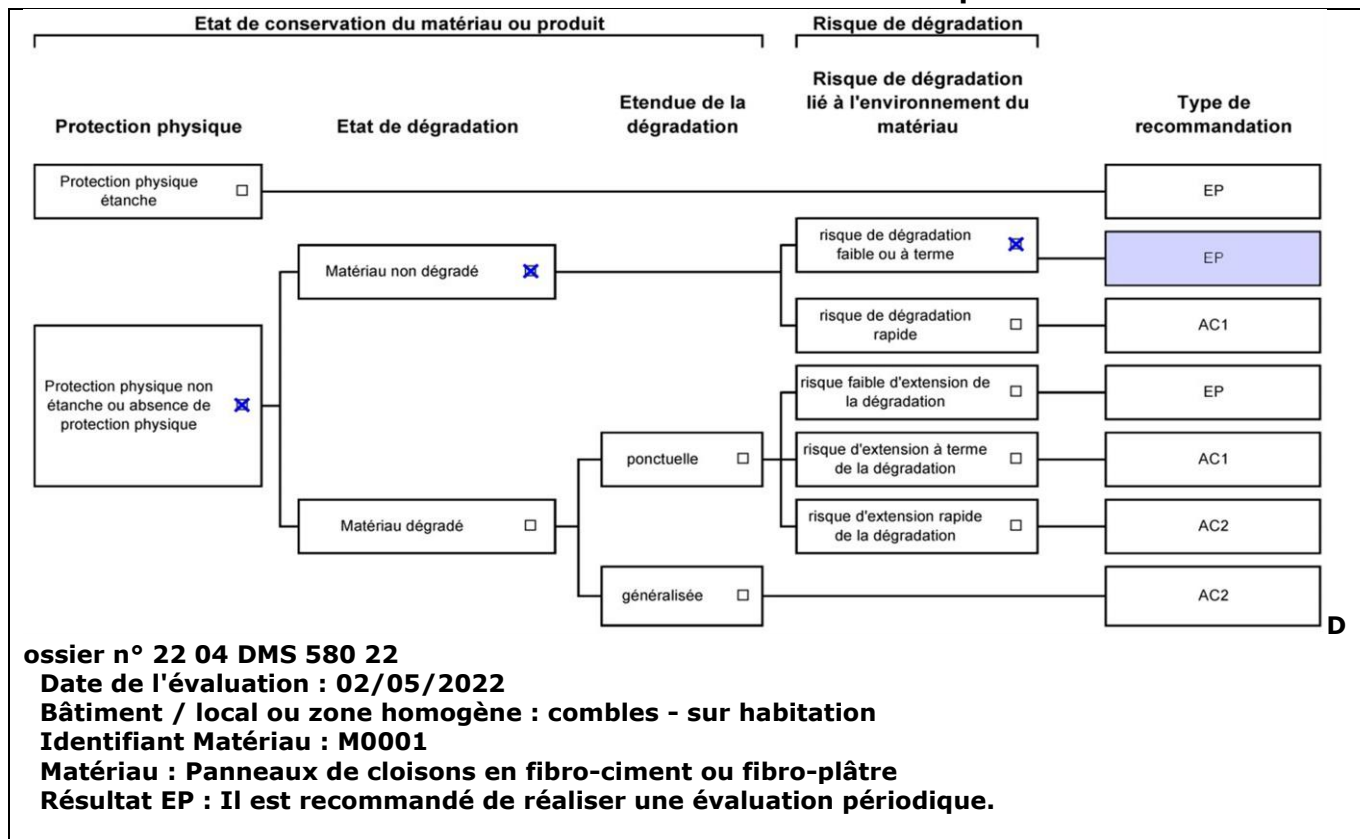 Etat de conservation du matériau ou produit
Risque de dégradation
Protection physique
Etat de dégradation
Etendue de la
dégradation
Risque de dégradation
lié à l'environnement du
matériau
Type de
recommandation
Protection physique
étanche
EP
risque de dégradation
faible ou à terme
EP
Matériau non dégradé
risque de dégradation
rapide
AC1
Protection physique non
étanche ou absence de
protection physique
risque faible d'extension de
la dégradation
EP
ponctuelle
risque d'extension à terme
de la dégradation
AC1
Matériau dégradé
risque d'extension rapide
de la dégradation
AC2
généralisée
AC2
D
ossier n° 22 04 DMS 580 22
Date de l'évaluation : 02/05/2022
Bâtiment / local ou zone homogène : combles - sur habitation
Identifiant Matériau : M0001
Matériau : Panneaux de cloisons en fibro-ciment ou fibro-plâtre
Résultat EP : Il est recommandé de réaliser une évaluation périodique.